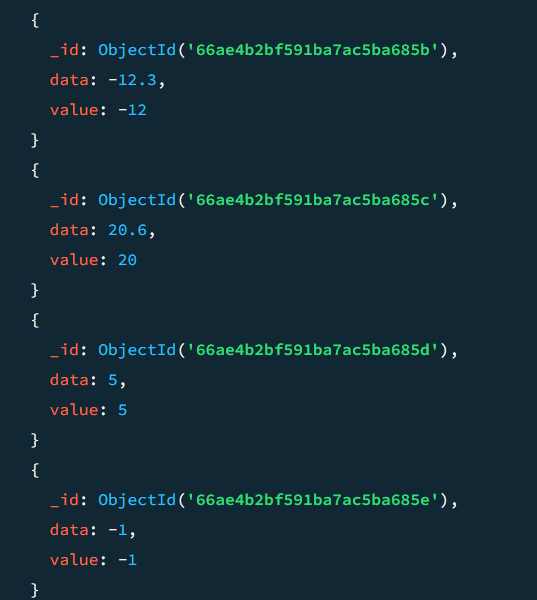 {
_id: ObjectId('66ae4b2bf591ba7ac5ba685b'),
data: -12.3,
value: -12
}
{
_id: ObjectId('66ae4b2bf591ba7ac5ba685c'),
data: 20.6,
value: 20
}
{
_id: ObjectId('66ae4b2bf591ba7ac5ba685d'),
data: 5,
value: 5
}
{
_id: ObjectId('66ae4b2bf591ba7ac5ba685e'),
data: -1,
value: -1
}